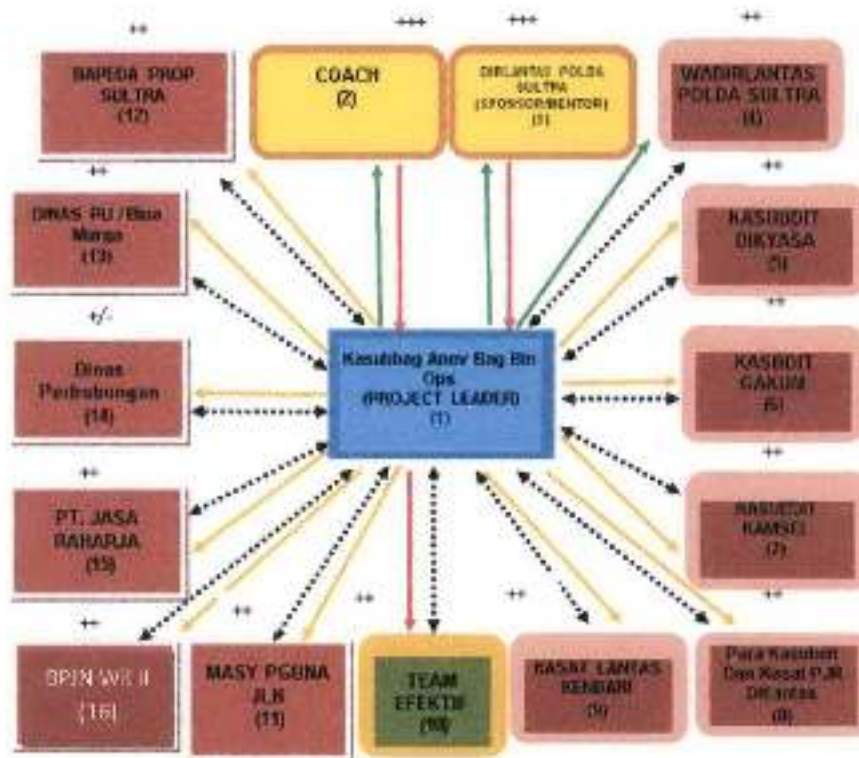 ++
+++
+++
++
BAPEDA PROP
SULTRA
(12)
COACH
(2)
DIRLANTAS POLDA
SULTRA
(SPONSOR/MENTOR)
(3)
WADIRLANTAS
POLDA SULTRA
(4)
++
++
DINAS PU / Bina
Marga
(13)
KASUBDIT
DIKYASA
(5)
+/-
++
Dinas
Perhubungan
(14)
Kasubbag Anev Bag Bin
Ops
(PROJECT LEADER)
(1)
KASUBDIT
GAKUM
(6)
++
++
PT. JASA
RAHARJA
(15)
KASUBDIT
KAMSEL
(7)
++
++
++
++
++
BPJN WIL II
(16)
MASY PGUNA
JLN
(11)
TEAM
EFEKTIF
(10)
KASAT LANTAS
KENDARI
(9)
Para Kasubbag
Dan Kasat PJR
Ditlantas
(8)